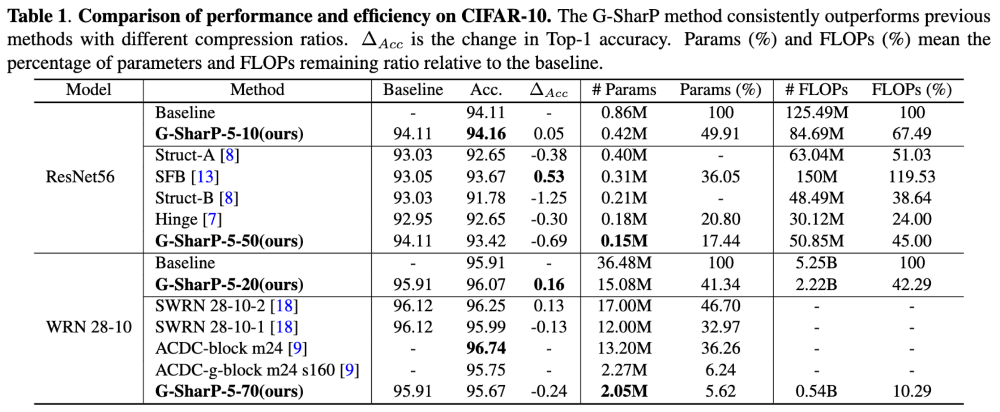 Table 1. Comparison of performance and efficiency on CIFAR-10. The G-SharP method consistently outperforms previous
methods with different compression ratios. Δ_Acc is the change in Top-1 accuracy. Params (%) and FLOPs (%) mean the
percentage of parameters and FLOPs remaining ratio relative to the baseline.
Model Method Baseline Acc. Δ_Acc # Params Params (%) # FLOPs FLOPs (%)
Baseline - 94.11 - 0.86M 100 125.49M 100
G-SharP-5-10(ours) 94.11 94.16 0.05 0.42M 49.91 84.69M 67.49
Struct-A [8] 93.03 92.65 -0.38 0.40M - 63.04M 51.03
ResNet56 SFB [13] 93.05 93.67 0.53 0.31M 36.05 150M 119.53
Struct-B [8] 93.03 91.78 -1.25 0.21M - 48.49M 38.64
Hinge [7] 92.95 92.65 -0.30 0.18M 20.80 30.12M 24.00
G-SharP-5-50(ours) 94.11 93.42 -0.69 0.15M 17.44 50.85M 45.00
Baseline - 95.91 - 36.48M 100 5.25B 100
G-SharP-5-20(ours) 95.91 96.07 0.16 15.08M 41.34 2.22B 42.29
SWRN 28-10-2 [18] 96.12 96.25 0.13 17.00M 46.70 - -
WRN 28-10 SWRN 28-10-1 [18] 96.12 95.99 -0.13 12.00M 32.97 - -
ACDC-block m24 [9] - 96.74 - 13.20M 36.26 - -
ACDC-g-block m24 s160 [9] - 95.75 - 2.27M 6.24 - -
G-SharP-5-70(ours) 95.91 95.67 -0.24 2.05M 5.62 0.54B 10.29